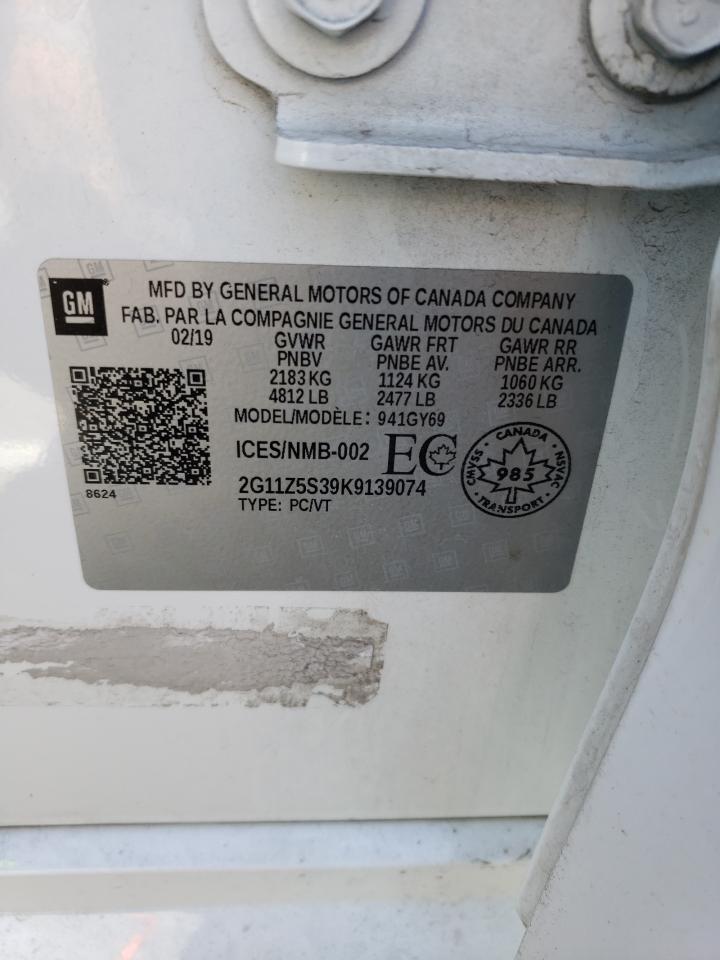 GM
MFD BY GENERAL MOTORS OF CANADA COMPANY
FAB. PAR LA COMPAGNIE GENERAL MOTORS DU CANADA
02/19 GVWR GAWR FRT GAWR RR
PNBV PNBE AV. PNBE ARR.
2183 KG 1124 KG 1060 KG
4812 LB 2477 LB 2336 LB
MODEL/MODÈLE: 941GY69
ICES/NMB-002 EC
CANADA
CMVSS 985 NSVAC
TRANSPORT
8624
2G11Z5S39K9139074
TYPE: PC/VT